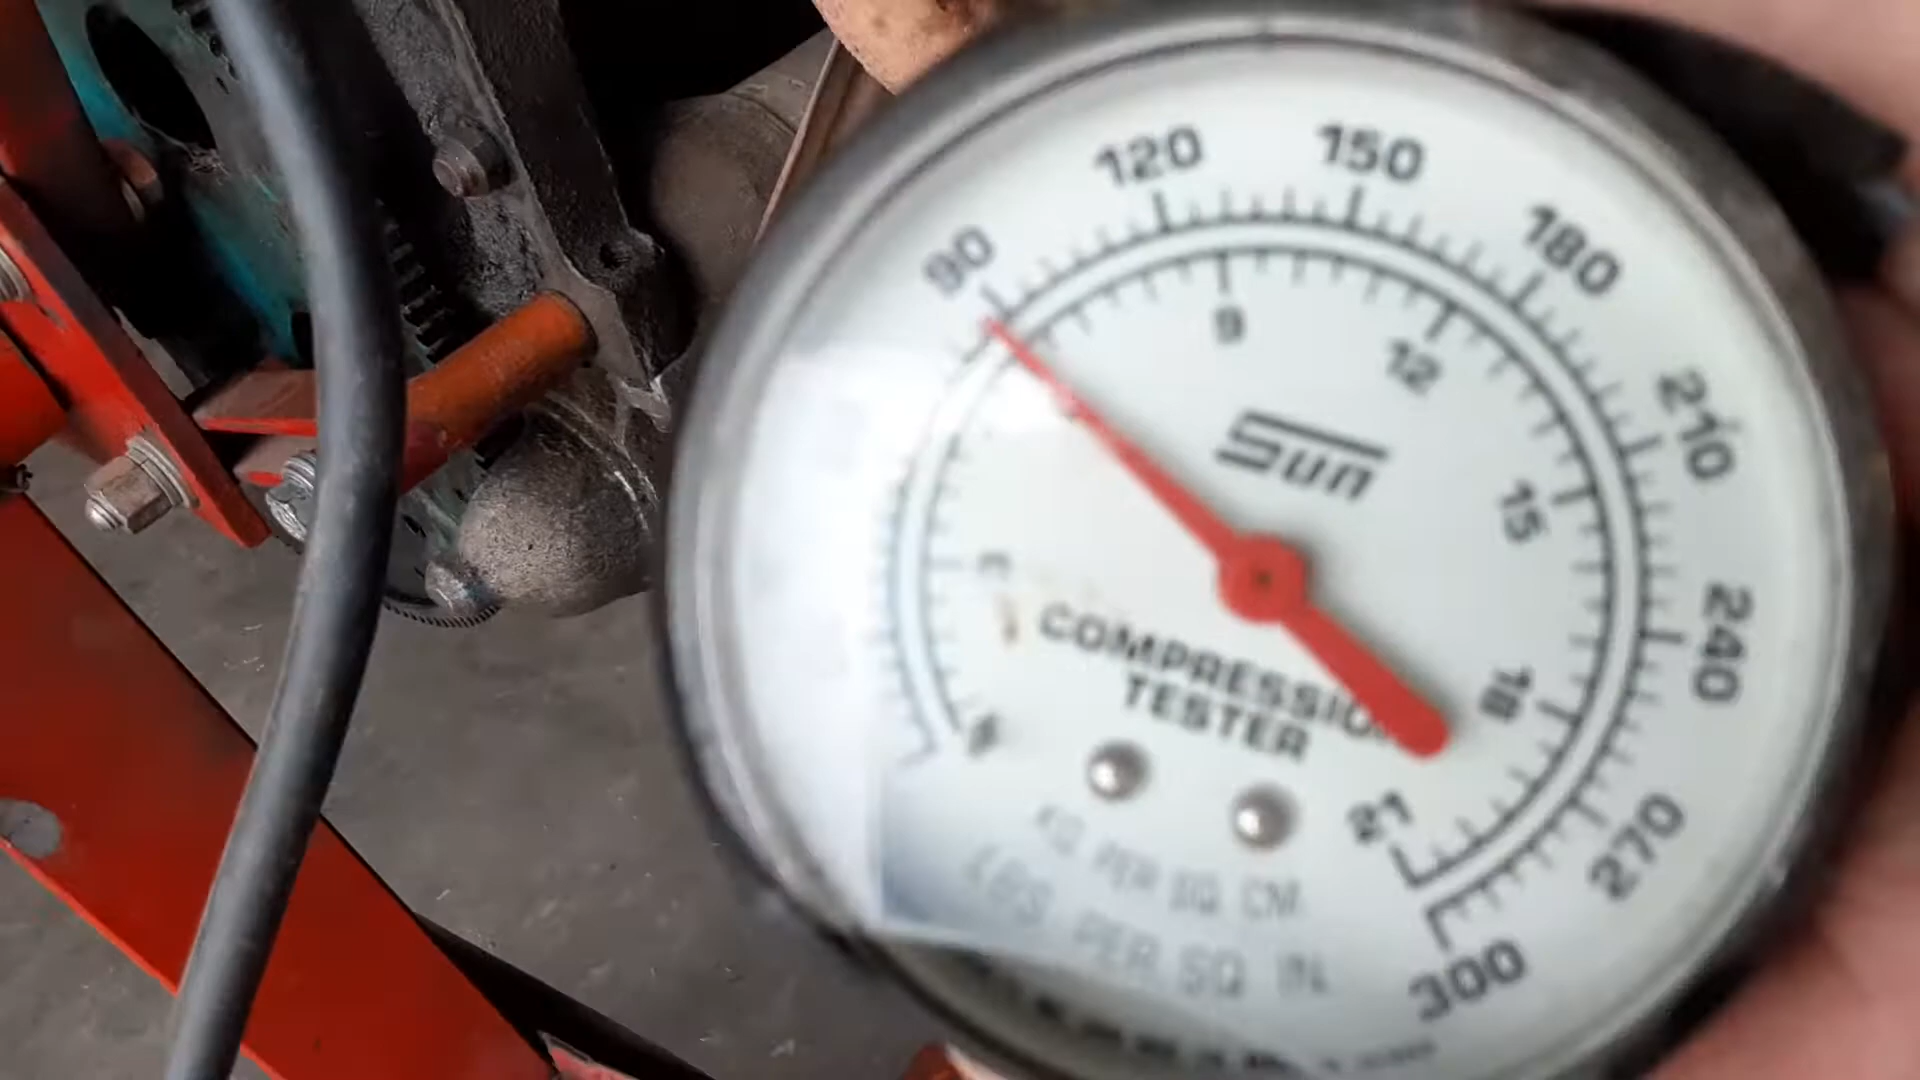 90
120
150
180
210
240
270
300
9
12
15
18
21
Sun
COMPRESSION
TESTER
KG PER SQ. CM.
LBS PER SQ IN.